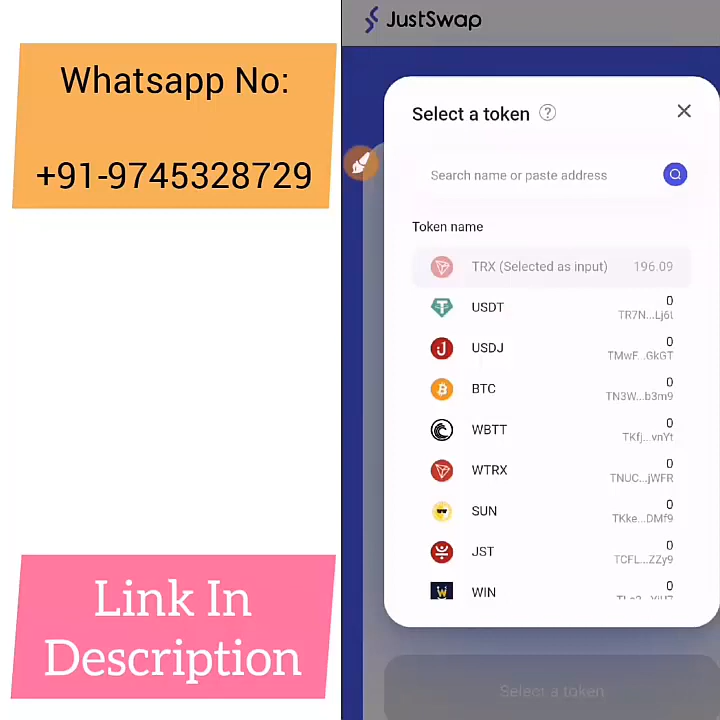 Whatsapp No:
+91-9745328729
Link In
Description
JustSwap
Select a token ?
Search name or paste address
Token name
TRX (Selected as input) 196.09
USDT 0
TR7N...Lj6t
USDJ 0
TMwF...GkGT
BTC 0
TN3W...b3m9
WBTT 0
TKfj...vnYt
WTRX 0
TNUC...jWFR
SUN 0
TKke...DMf9
JST 0
TCFL...ZZy9
WIN 0
Select a token